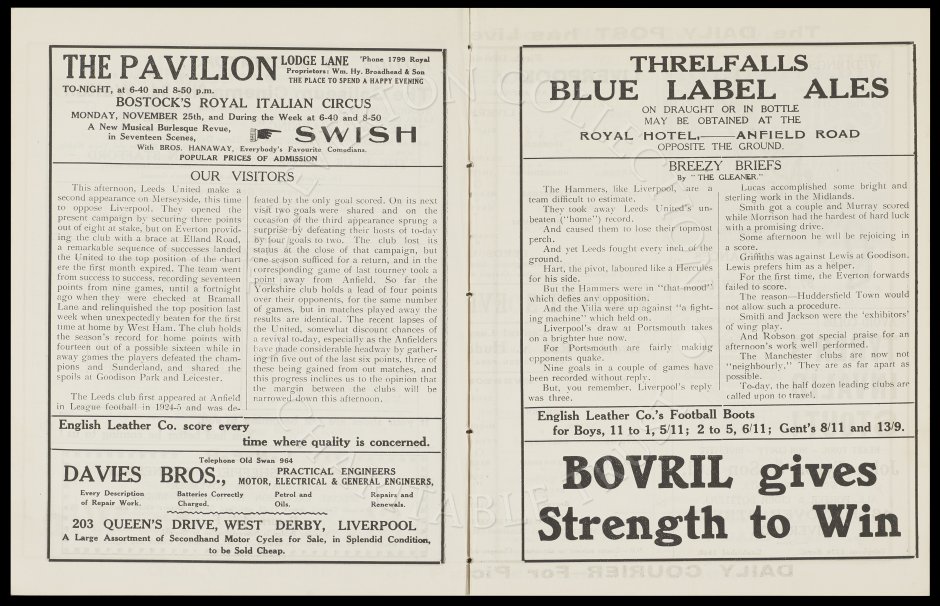 THE PAVILION LODGE LANE 'Phone 1799 Royal
Proprietors: Wm. Hy. Broadhead & Son
THE PLACE TO SPEND A HAPPY EVENING
TO-NIGHT, at 6-40 and 8-50 p.m.
BOSTOCK'S ROYAL ITALIAN CIRCUS
MONDAY, NOVEMBER 25th, and During the Week at 6-40 and 8-50
A New Musical Burlesque Revue,
in Seventeen Scenes, SWISH
With BROS. HANAWAY, Everybody's Favourite Comedians.
POPULAR PRICES OF ADMISSION
OUR VISITORS
This afternoon, Leeds United make a
second appearance on Merseyside, this time
to oppose Liverpool. They opened the
present campaign by securing three points
out of eight at stake, but on Everton provid-
ing the club with a brace at Elland Road,
a remarkable sequence of successes landed
the United to the top position of the chart
ere the first month expired. The team went
from success to success, recording seventeen
points from nine games, until a fortnight
ago when they were checked at Bramall
Lane and relinquished the top position last
week when unexpectedly beaten for the first
time at home by West Ham. The club holds
the season's record for home points with
fourteen out of a possible sixteen while in
away games the players defeated the cham-
pions and Sunderland, and shared the
spoils at Goodison Park and Leicester.
The Leeds club first appeared at Anfield
in League football in 1924-5 and was de-
feated by the only goal scored. On its next
visit two goals were shared and on the
occasion of the third appearance sprung a
surprise by defeating their hosts of to-day
by four goals to two. The club lost its
status at the close of that campaign, but
one season sufficed for a return, and in the
corresponding game of last tourney took a
point away from Anfield. So far the
Yorkshire club holds a lead of four points
over their opponents, for the same number
of games, but in matches played away the
results are identical. The recent lapses of
the United, somewhat discount chances of
a revival to-day, especially as the Anfielders
have made considerable headway by gather-
ing in five out of the last six points, three of
these being gained from out matches, and
this progress inclines us to the opinion that
the margin between the clubs will be
narrowed down this afternoon.
English Leather Co. score every
time where quality is concerned.
Telephone Old Swan 964
DAVIES BROS., PRACTICAL ENGINEERS
MOTOR, ELECTRICAL & GENERAL ENGINEERS,
Every Description Batteries Correctly Petrol and Repairs and
of Repair Work. Charged. Oils. Renewals.
203 QUEEN'S DRIVE, WEST DERBY, LIVERPOOL
A Large Assortment of Secondhand Motor Cycles for Sale, in Splendid Condition,
to be Sold Cheap.
THRELFALLS
BLUE LABEL ALES
ON DRAUGHT OR IN BOTTLE
MAY BE OBTAINED AT THE
ROYAL HOTEL,——ANFIELD ROAD
OPPOSITE THE GROUND.
BREEZY BRIEFS
By "THE GLEANER."
The Hammers, like Liverpool, are a
team difficult to estimate.
They took away Leeds United's un-
beaten ("home") record.
And caused them to lose their topmost
perch.
And yet Leeds fought every inch of the
ground.
Hart, the pivot, laboured like a Hercules
for his side.
But the Hammers were in "that mood"
which defies any opposition.
And the Villa were up against "a fight-
ing machine" which held on.
Liverpool's draw at Portsmouth takes
on a brighter hue now.
For Portsmouth are fairly making
opponents quake.
Nine goals in a couple of games have
been recorded without reply.
But, you remember, Liverpool's reply
was three.
Lucas accomplished some bright and
sterling work in the Midlands.
Smith got a couple and Murray scored
while Morrison had the hardest of hard luck
with a promising drive.
Some afternoon he will be rejoicing in
a score.
Griffiths was against Lewis at Goodison.
Lewis prefers him as a helper.
For the first time, the Everton forwards
failed to score.
The reason—Huddersfield Town would
not allow such a procedure.
Smith and Jackson were the 'exhibitors'
of wing play.
And Robson got special praise for an
afternoon's work well performed.
The Manchester clubs are now not
"neighbourly." They are as far apart as
possible.
To-day, the half dozen leading clubs are
called upon to travel.
English Leather Co.'s Football Boots
for Boys, 11 to 1, 5/11; 2 to 5, 6/11; Gent's 8/11 and 13/9.
BOVRIL gives
Strength to Win